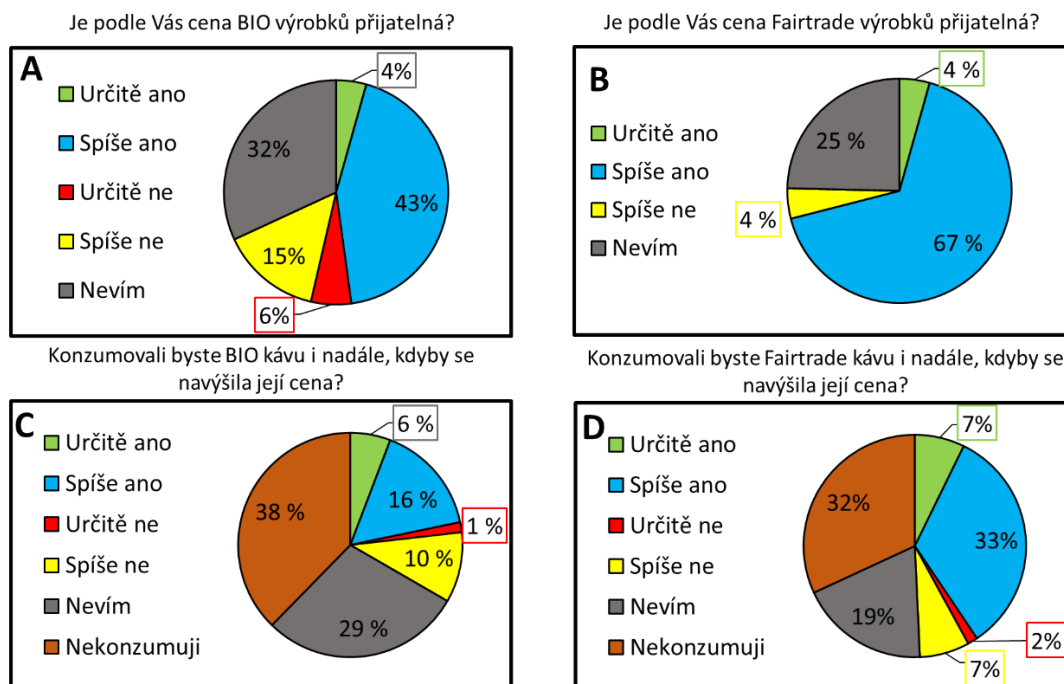 Je podle Vás cena BIO výrobků přijatelná?
A
Určitě ano
Spíše ano
Určitě ne
Spíše ne
Nevím
4%
43%
6%
15%
32%
Je podle Vás cena Fairtrade výrobků přijatelná?
B
Určitě ano
Spíše ano
Spíše ne
Nevím
4 %
67 %
4 %
25 %
Konzumovali byste BIO kávu i nadále, kdyby se
navýšila její cena?
C
Určitě ano
Spíše ano
Určitě ne
Spíše ne
Nevím
Nekonzumuji
6 %
16 %
1 %
10 %
29 %
38 %
Konzumovali byste Fairtrade kávu i nadále, kdyby se
navýšila její cena?
D
Určitě ano
Spíše ano
Určitě ne
Spíše ne
Nevím
Nekonzumuji
7%
33%
2%
7%
19%
32%